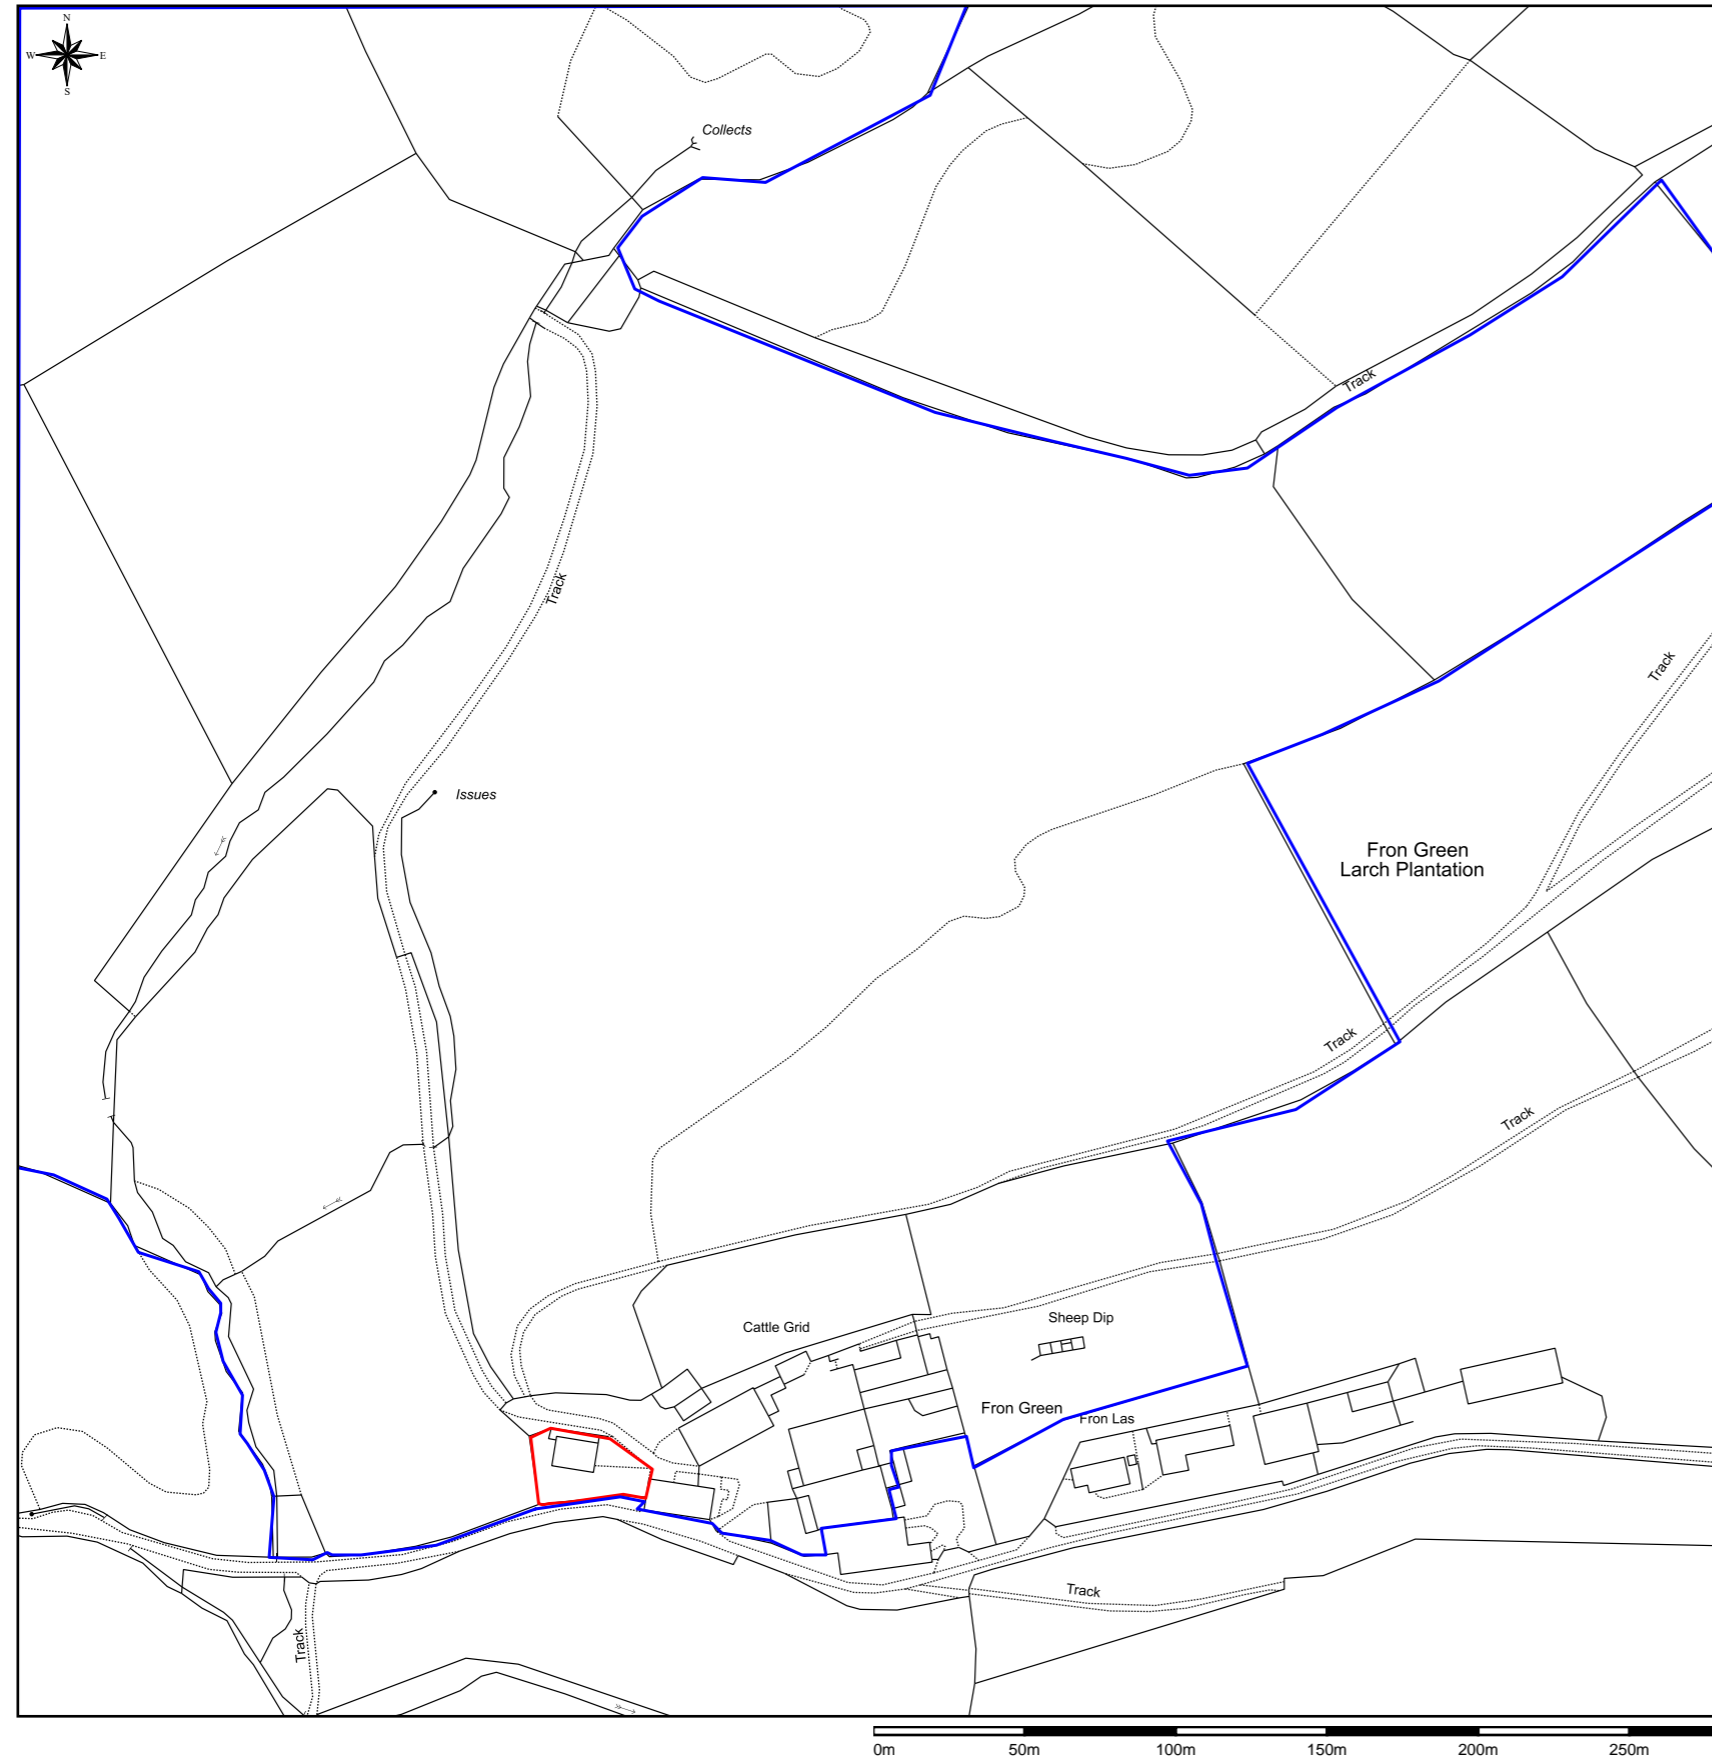 N
W E
S
Collects
Track
Track
Track
Issues
Fron Green
Larch Plantation
Track
Track
Sheep Dip
Cattle Grid
Fron Green
Fron Las
Track
Track
0m 50m 100m 150m 200m 250m